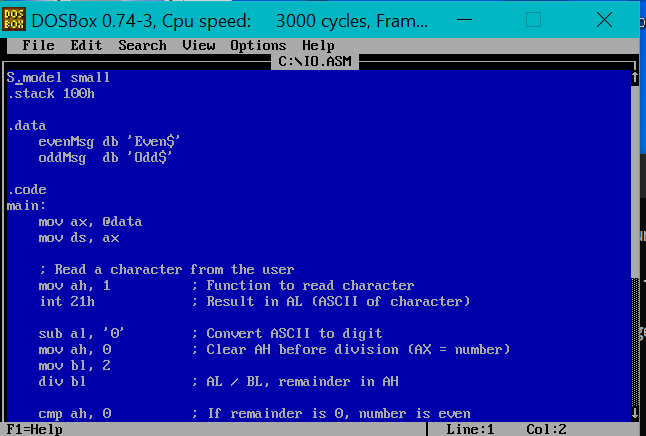 DOS BOX DOSBox 0.74-3, Cpu speed: 3000 cycles, Fram
File Edit Search View Options Help
C:\IO.ASM
S.model small
.stack 100h
.data
evenMsg db 'Even$'
oddMsg db 'Odd$'
.code
main:
mov ax, @data
mov ds, ax
; Read a character from the user
mov ah, 1 ; Function to read character
int 21h ; Result in AL (ASCII of character)
sub al, '0' ; Convert ASCII to digit
mov ah, 0 ; Clear AH before division (AX = number)
mov bl, 2
div bl ; AL / BL, remainder in AH
cmp ah, 0 ; If remainder is 0, number is even
F1=Help Line:1 Col:2